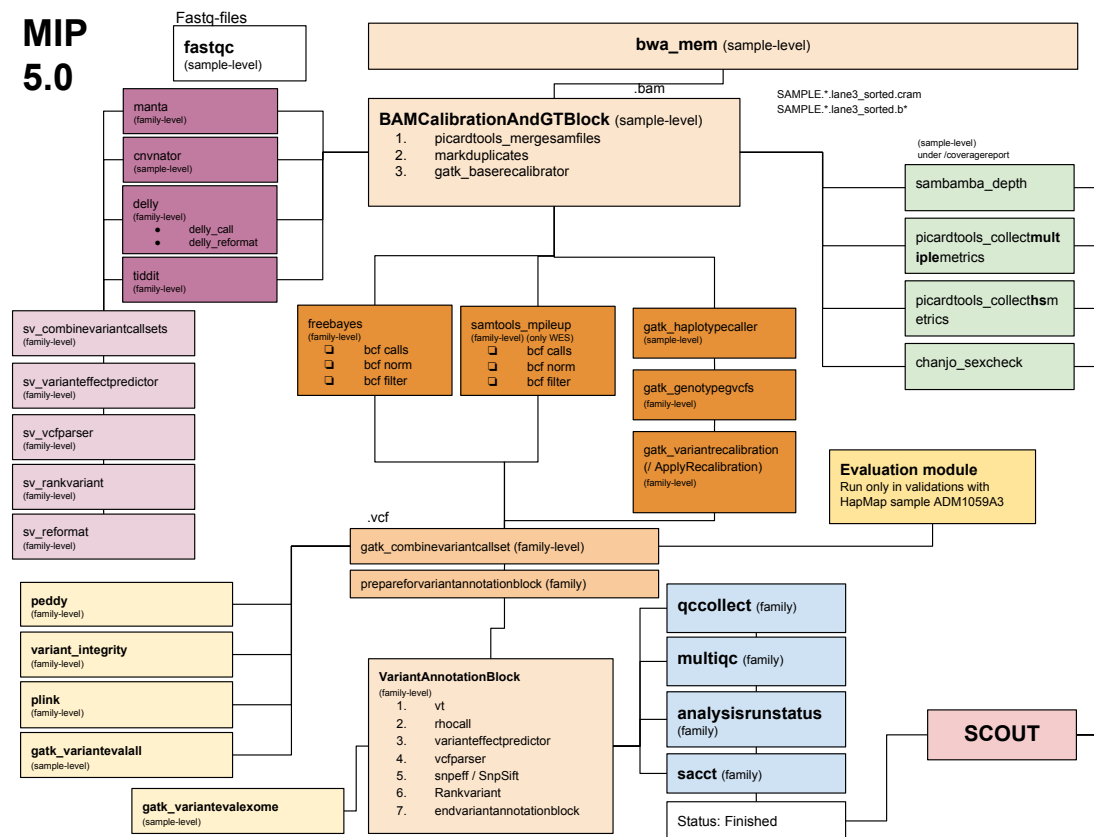 MIP
5.0
Fastq-files
fastqc
(sample-level)
bwa_mem (sample-level)
.bam
SAMPLE.*.lane3_sorted.cram
SAMPLE.*.lane3_sorted.b*
manta
(family-level)
cnvnator
(sample-level)
delly
(family-level)
● delly_call
● delly_reformat
tiddit
(family-level)
BAMCalibrationAndGTBlock (sample-level)
1. picardtools_mergesamfiles
2. markduplicates
3. gatk_baserecalibrator
(sample-level)
under /coveragereport
sambamba_depth
picardtools_collectmult
iplemetrics
picardtools_collecthsm
etrics
chanjo_sexcheck
sv_combinevariantcallsets
(family-level)
sv_varianteffectpredictor
(family-level)
sv_vcfparser
(family-level)
sv_rankvariant
(family-level)
sv_reformat
(family-level)
freebayes
(family-level)
❏ bcf calls
❏ bcf norm
❏ bcf filter
samtools_mpileup
(family-level) (only WES)
❏ bcf calls
❏ bcf norm
❏ bcf filter
gatk_haplotypecaller
(sample-level)
gatk_genotypegvcfs
(family-level)
gatk_variantrecalibration
(/ ApplyRecalibration)
(family-level)
Evaluation module
Run only in validations with
HapMap sample ADM1059A3
.vcf
gatk_combinevariantcallset (family-level)
prepareforvariantannotationblock (family)
peddy
(family-level)
variant_integrity
(family-level)
plink
(family-level)
gatk_variantevalall
(sample-level)
gatk_variantevalexome
(sample-level)
VariantAnnotationBlock
(family-level)
1. vt
2. rhocall
3. varianteffectpredictor
4. vcfparser
5. snpeff / SnpSift
6. Rankvariant
7. endvariantannotationblock
qccollect (family)
multiqc (family)
analysisrunstatus
(family)
sacct (family)
Status: Finished
SCOUT